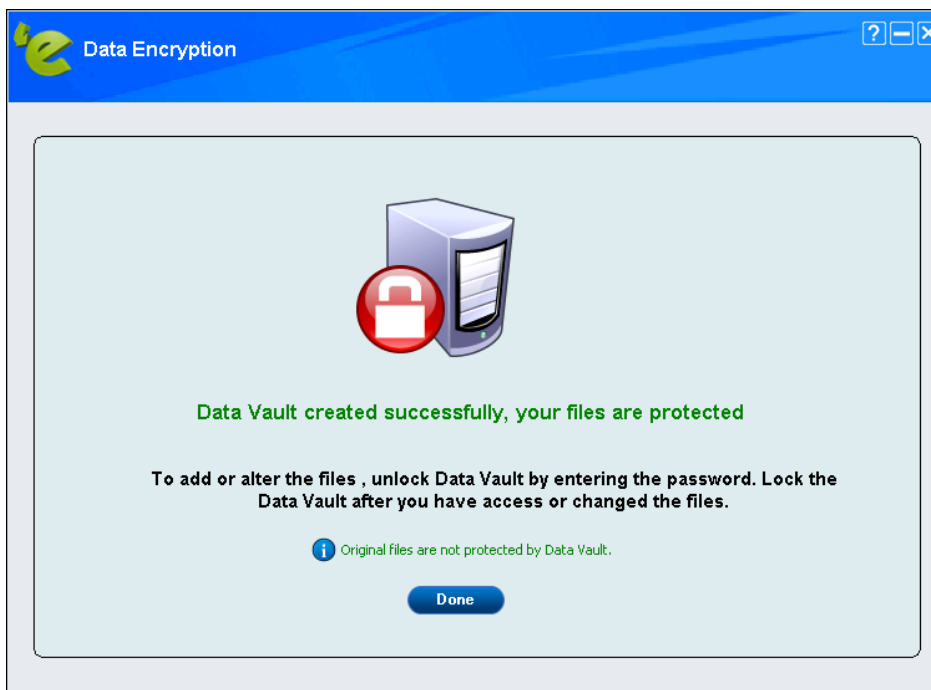 Data Encryption
Data Vault created successfully, your files are protected
To add or alter the files , unlock Data Vault by entering the password. Lock the
Data Vault after you have access or changed the files.
Original files are not protected by Data Vault.
Done